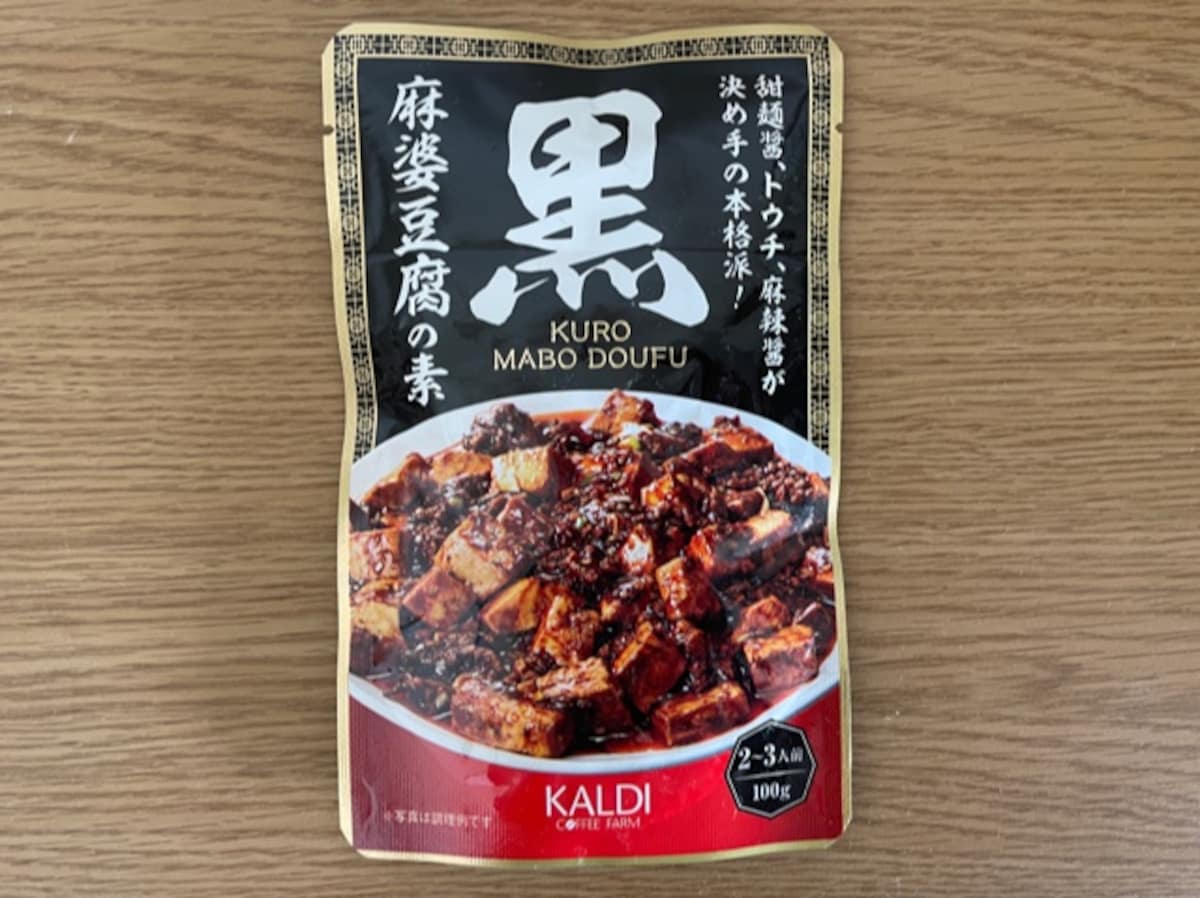 甜麺醤、トウチ、麻辣醤が
決め手の本格派!
黒
麻婆豆腐の素
KURO
MABO DOUFU
2~3人前
100g
KALDI
COFFEE FARM
※写真は調理例です